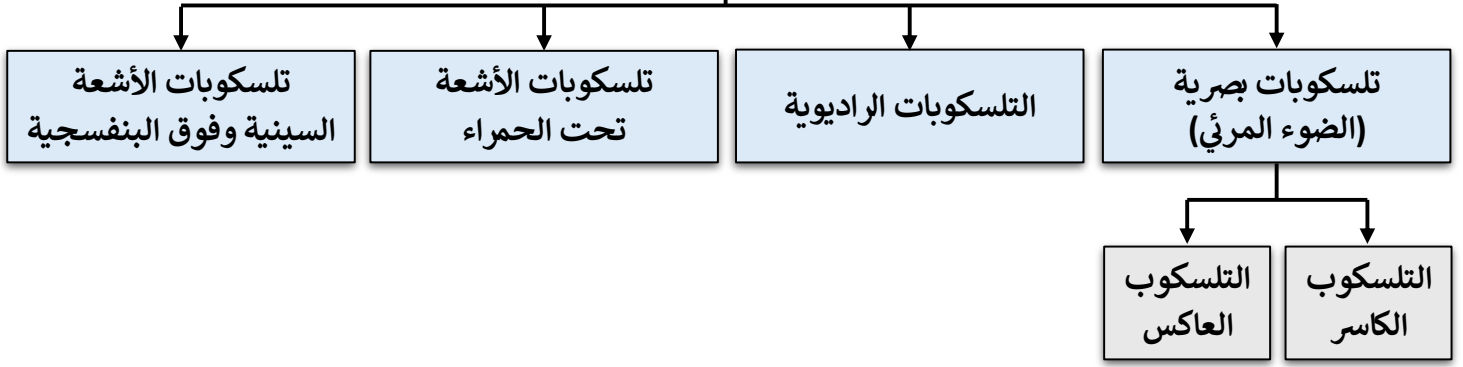 تلسكوبات بصرية
(الضوء المرئي)
التلسكوبات الراديوية
تلسكوبات الأشعة
تحت الحمراء
تلسكوبات الأشعة
السينية وفوق البنفسجية
التلسكوب
الكاسر
التلسكوب
العاكس